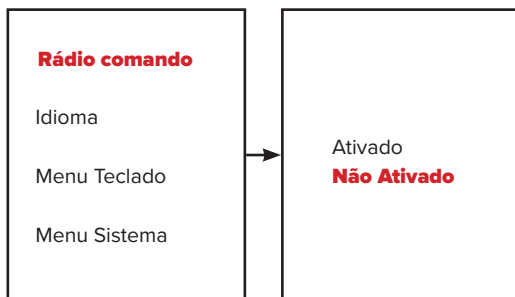 Rádio comando
Idioma
Menu Teclado
Menu Sistema
Ativado
Não Ativado